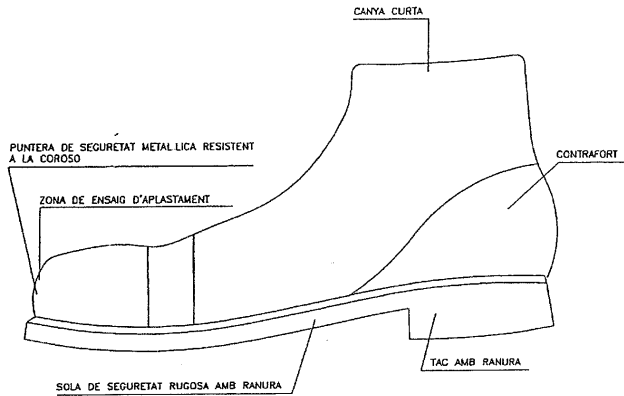 CANYA CURTA
PUNTERA DE SEGURETAT METAL.LICA RESISTENT
A LA COROSO
CONTRAFORT
ZONA DE ENSAIG D'APLASTAMENT
TAC AMB RANURA
SOLA DE SEGURETAT RUGOSA AMB RANURA